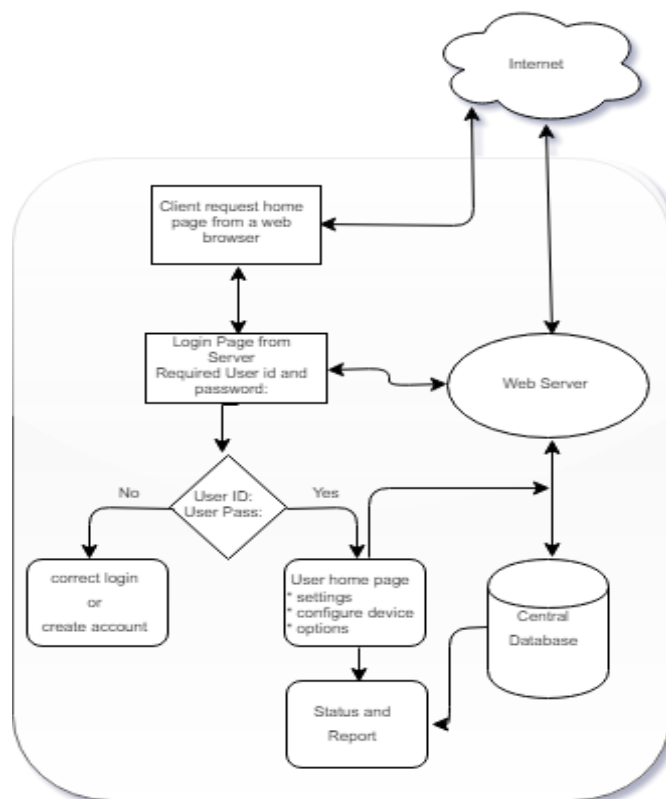 Internet
Client request home
page from a web
browser
Login Page from
Server
Required User id and
password:
Web Server
No
User ID:
User Pass:
Yes
correct login
or
create account
User home page
* settings
* configure device
* options
Central
Database
Status and
Report